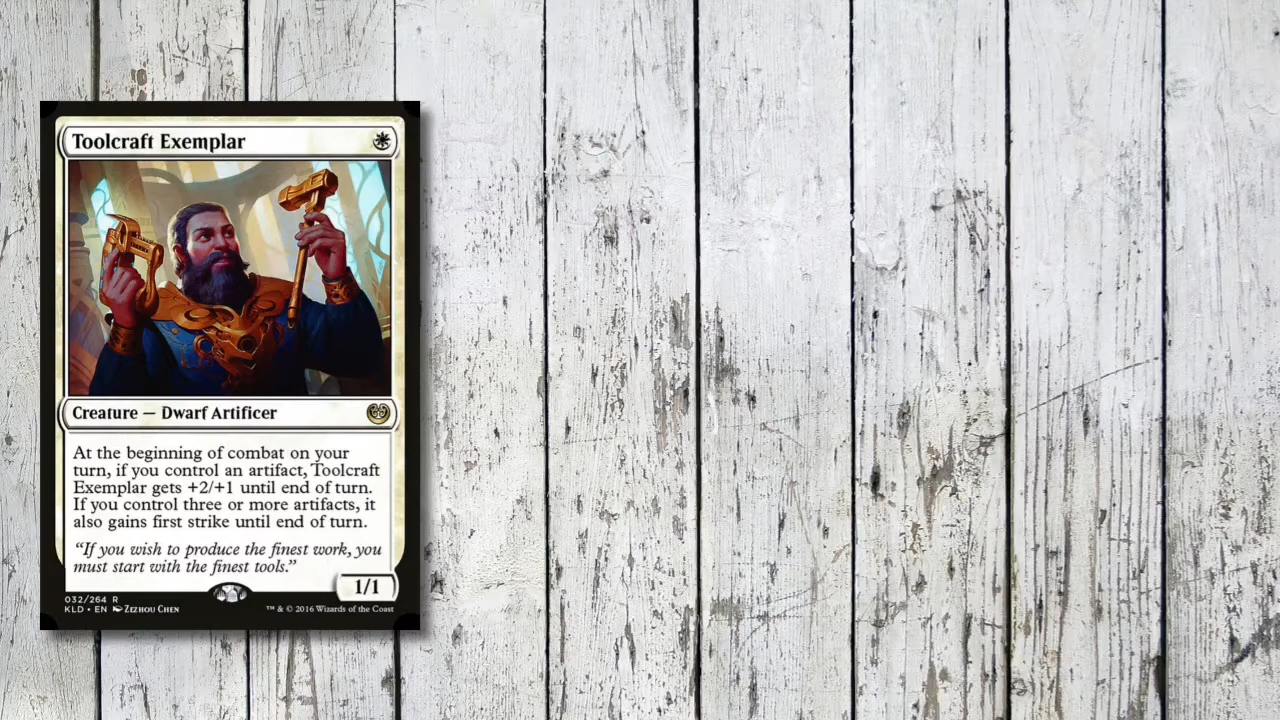 Toolcraft Exemplar
Creature — Dwarf Artificer
At the beginning of combat on your
turn, if you control an artifact, Toolcraft
Exemplar gets +2/+1 until end of turn.
If you control three or more artifacts, it
also gains first strike until end of turn.
“If you wish to produce the finest work, you
must start with the finest tools.”
1/1
032/264 R
KLD • EN Zezhou Chen
™ & © 2016 Wizards of the Coast